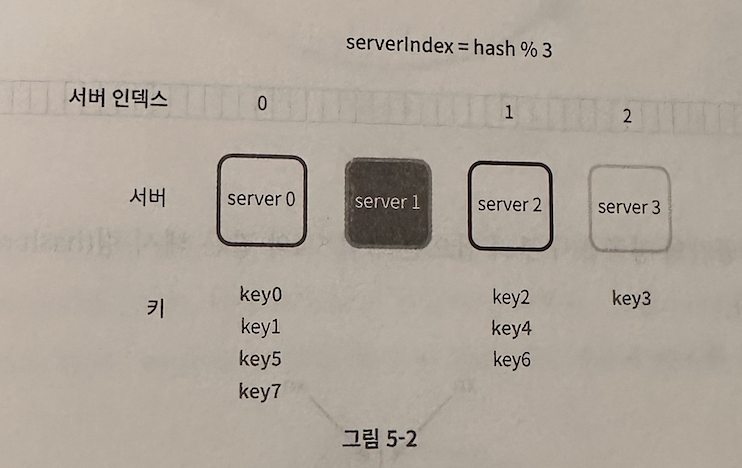 serverIndex = hash % 3
서버 인덱스 0 1 2
서버 server 0 server 1 server 2 server 3
키 key0 key2 key3
key1 key4
key5 key6
key7
그림 5-2